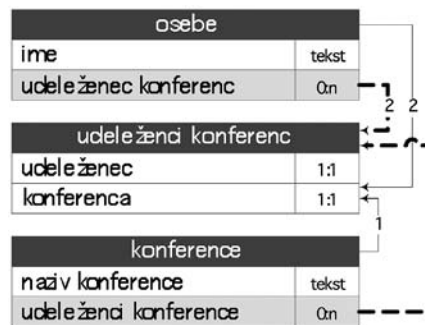 osebe
ime tekst
udeleženec konferenc 0:n
2 2
udeleženci konferenc
udeleženec 1:1
konferenca 1:1
1
konference
naziv konference tekst
udeleženci konference 0:n